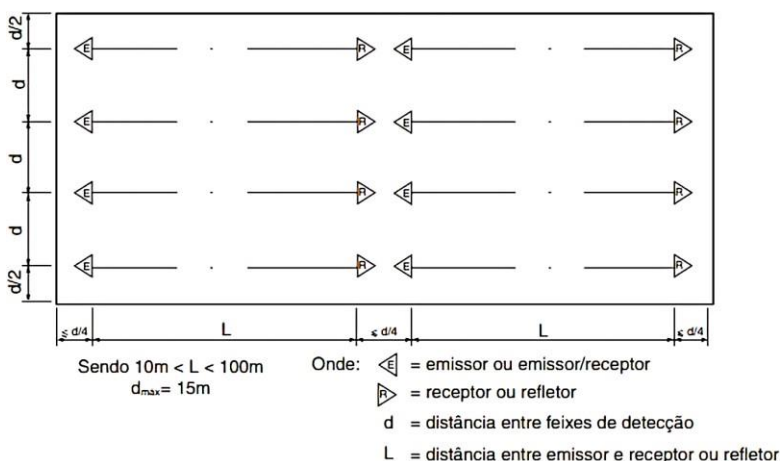 d/2
E R E R
d
E R E R
d
E R E R
d
E R E R
d/2
≤ d/4 L ≤ d/4 L ≤ d/4
Sendo 10m < L < 100m
dmax= 15m
Onde: E = emissor ou emissor/receptor
R = receptor ou refletor
d = distância entre feixes de detecção
L = distância entre emissor e receptor ou refletor